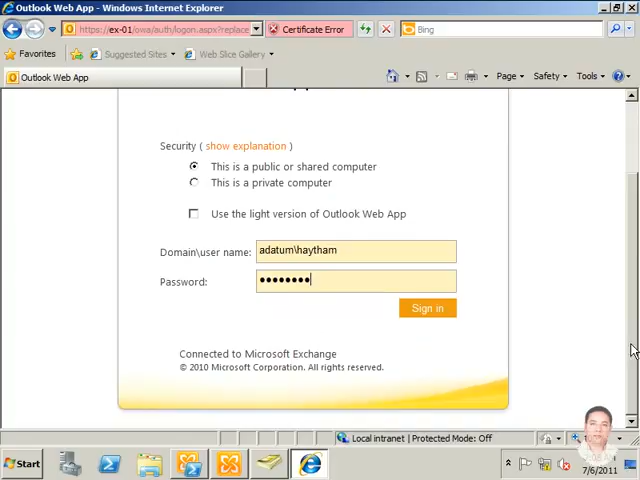 Outlook Web App - Windows Internet Explorer
https://ex-01/owa/auth/logon.aspx?replace
Certificate Error
Bing
Favorites
Suggested Sites
Web Slice Gallery
Outlook Web App
Page
Safety
Tools
Security ( show explanation )
This is a public or shared computer
This is a private computer
Use the light version of Outlook Web App
Domain\user name: adatum\haytham
Password: ●●●●●●●●
Sign in
Connected to Microsoft Exchange
© 2010 Microsoft Corporation. All rights reserved.
Local intranet | Protected Mode: Off
Start
7/6/2011